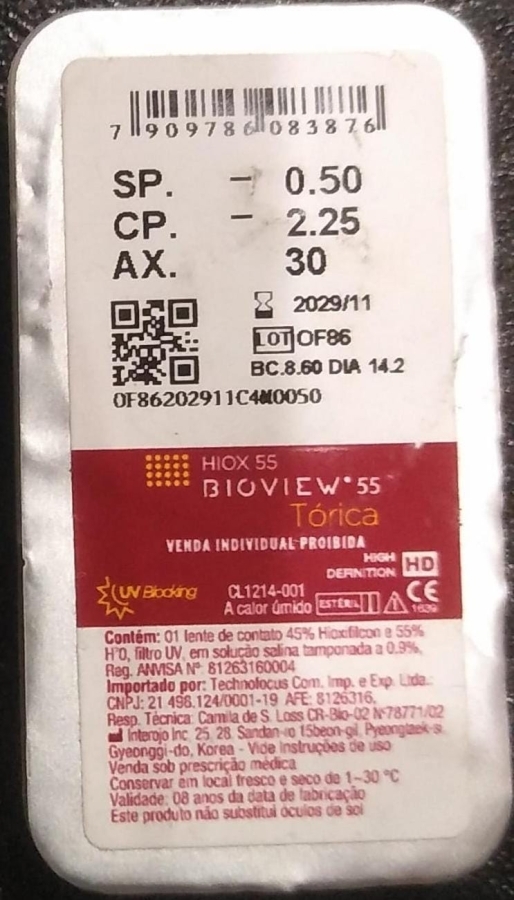 7 909786 083876
SP. - 0.50
CP. - 2.25
AX. 30
2029/11
LOT OF86
BC.8.60 DIA 14.2
OF86202911C4N0050
HIOX 55
BIOVIEW 55
Tórica
VENDA INDIVIDUAL PROIBIDA
HIGH DEFINITION HD
UV Blocking
CL1214-001
A calor úmido ESTÉRIL CE 1639
Contém: 01 lente de contato 45% Hioxifilcon e 55%
H²O, filtro UV, em solução salina tamponada a 0.9%.
Reg. ANVISA Nº 81263160004
Importado por: Technofocus Com. Imp. e Exp. Ltda.:
CNPJ: 21.496.124/0001-19 AFE: 8126316,
Resp. Técnica: Camila de S. Loss CR-Bio-02 Nº78771/02
Interojo Inc, 25, 28, Sandan-ro 15beon-gil, Pyeongtaek-si,
Gyeonggi-do, Korea - Vide Instruções de uso
Venda sob prescrição médica
Conservar em local fresco e seco de 1~30 °C
Validade: 08 anos da data de fabricação
Este produto não substitui óculos de sol